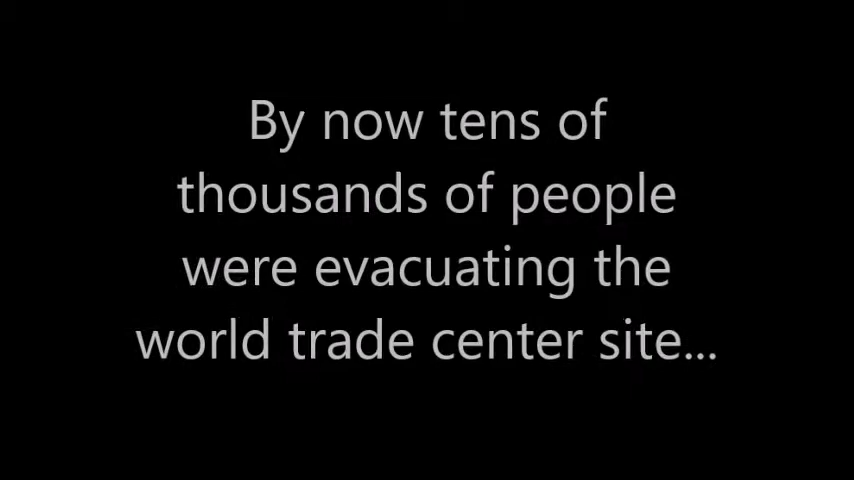 By now tens of
thousands of people
were evacuating the
world trade center site...